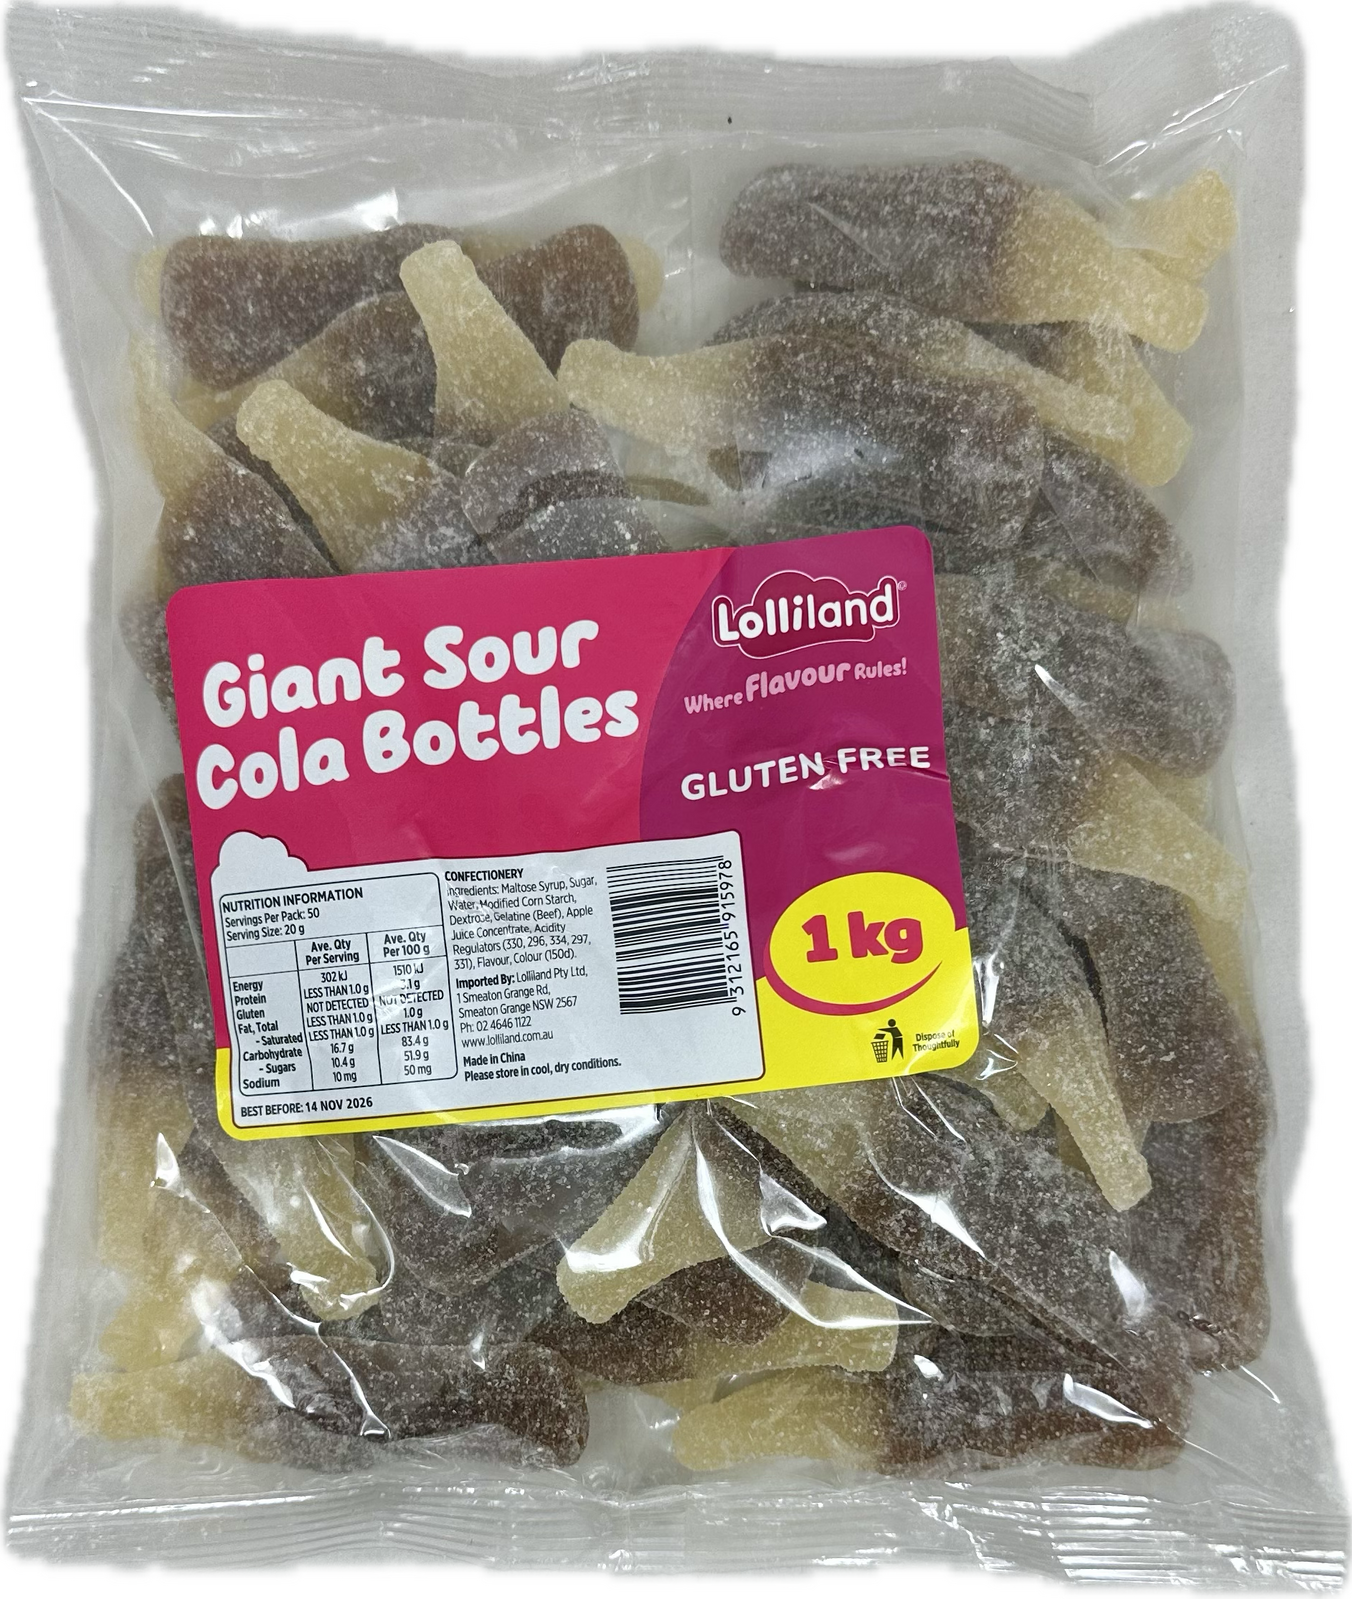 Giant Sour
Cola Bottles
Lolliland®
Where Flavour Rules!
GLUTEN FREE
1 kg
Dispose of
Thoughtfully
NUTRITION INFORMATION
Servings Per Pack: 50
Serving Size: 20 g
Ave. Qty Per Serving Ave. Qty Per 100 g
Energy 302 kJ 1510 kJ
Protein LESS THAN 1.0 g 3.1 g
Gluten NOT DETECTED NOT DETECTED
Fat, Total LESS THAN 1.0 g 1.0 g
- Saturated LESS THAN 1.0 g LESS THAN 1.0 g
Carbohydrate 16.7 g 83.4 g
- Sugars 10.4 g 51.9 g
Sodium 10 mg 50 mg
BEST BEFORE: 14 NOV 2026
CONFECTIONERY
Ingredients: Maltose Syrup, Sugar,
Water, Modified Corn Starch,
Dextrose, Gelatine (Beef), Apple
Juice Concentrate, Acidity
Regulators (330, 296, 334, 297,
331), Flavour, Colour (150d).
Imported By: Lolliland Pty Ltd,
1 Smeaton Grange Rd,
Smeaton Grange NSW 2567
Ph: 02 4646 1122
www.lolliland.com.au
Made in China
Please store in cool, dry conditions.
9 312165 915978